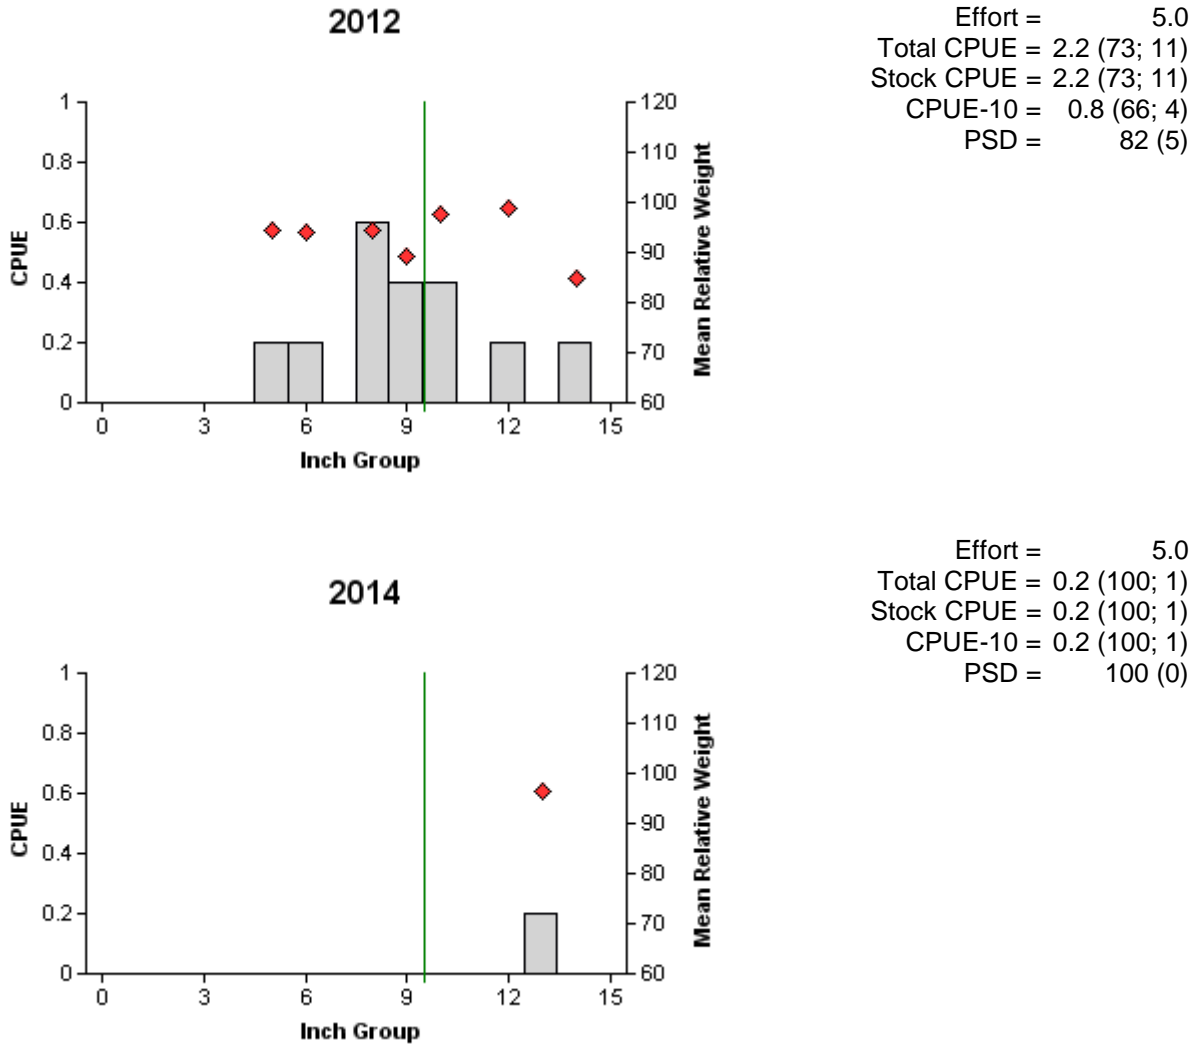 2012
Effort = 5.0
Total CPUE = 2.2 (73; 11)
Stock CPUE = 2.2 (73; 11)
CPUE-10 = 0.8 (66; 4)
PSD = 82 (5)
1
0.8
0.6
0.4
0.2
0
CPUE
120
110
100
90
80
70
60
Mean Relative Weight
0 3 6 9 12 15
Inch Group
2014
Effort = 5.0
Total CPUE = 0.2 (100; 1)
Stock CPUE = 0.2 (100; 1)
CPUE-10 = 0.2 (100; 1)
PSD = 100 (0)
1
0.8
0.6
0.4
0.2
0
CPUE
120
110
100
90
80
70
60
Mean Relative Weight
0 3 6 9 12 15
Inch Group